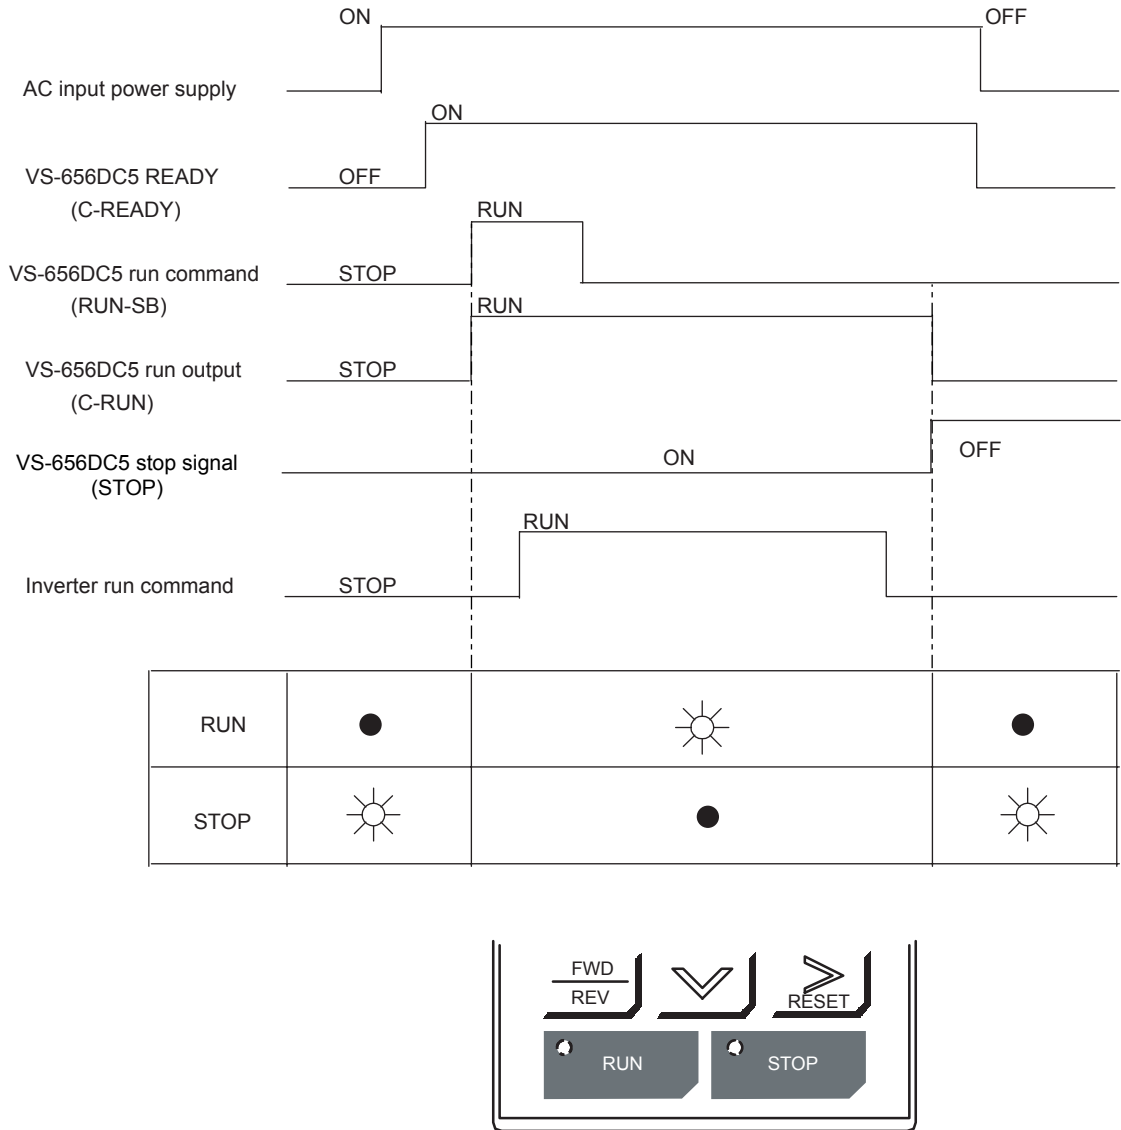 ON
OFF
AC input power supply
ON
VS-656DC5 READY
OFF
(C-READY)
RUN
VS-656DC5 run command
STOP
(RUN-SB)
RUN
VS-656DC5 run output
STOP
(C-RUN)
VS-656DC5 stop signal
ON
OFF
(STOP)
RUN
Inverter run command
STOP
RUN
STOP
FWD
REV
RESET
RUN
STOP